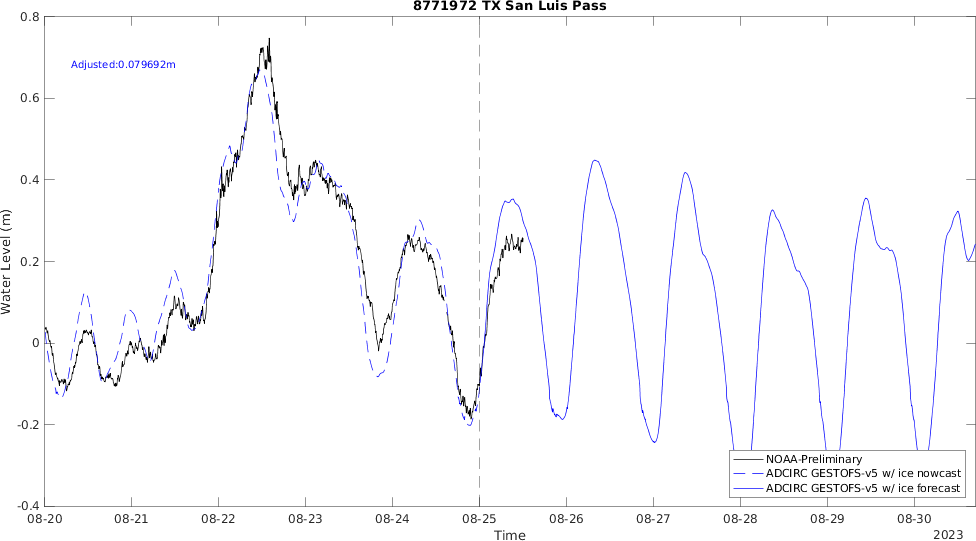 8771972 TX San Luis Pass
Adjusted:0.079692m
Water Level (m)
0.8
0.6
0.4
0.2
0
-0.2
-0.4
NOAA-Preliminary
ADCIRC GESTOFS-v5 w/ ice nowcast
ADCIRC GESTOFS-v5 w/ ice forecast
08-20 08-21 08-22 08-23 08-24 08-25 08-26 08-27 08-28 08-29 08-30
Time
2023